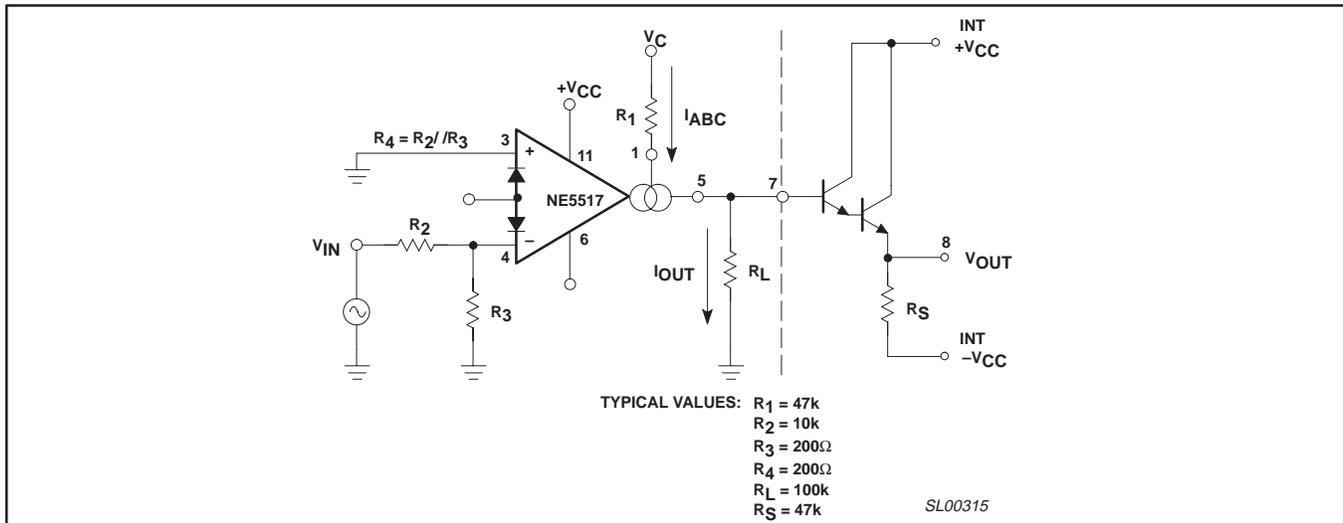 INT
+VCC
VC
+VCC
R1
IABC
R4 = R2/ /R3
3
+
11
1
NE5517
5
7
VIN
R2
−
4
6
IOUT
RL
8
VOUT
R3
RS
INT
−VCC
TYPICAL VALUES: R1 = 47k
R2 = 10k
R3 = 200Ω
R4 = 200Ω
RL = 100k
RS = 47k
SL00315